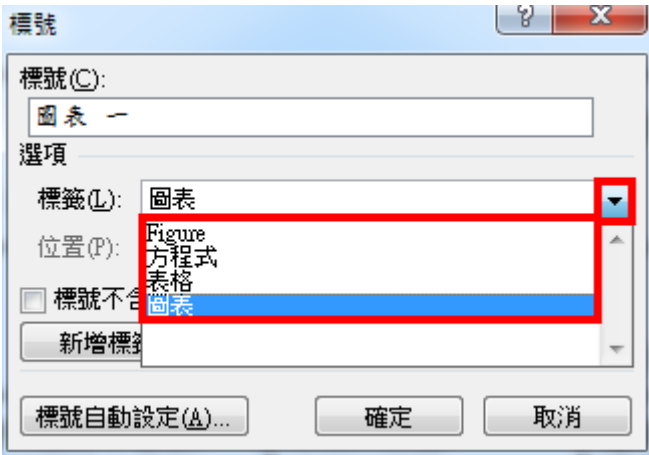 標號
?
X
標號(C):
圖表 一
選項
標籤(L): 圖表
位置(P):
Figure
方程式
表格
圖表
標號不含
新增標籤
標號自動設定(A)...
確定
取消